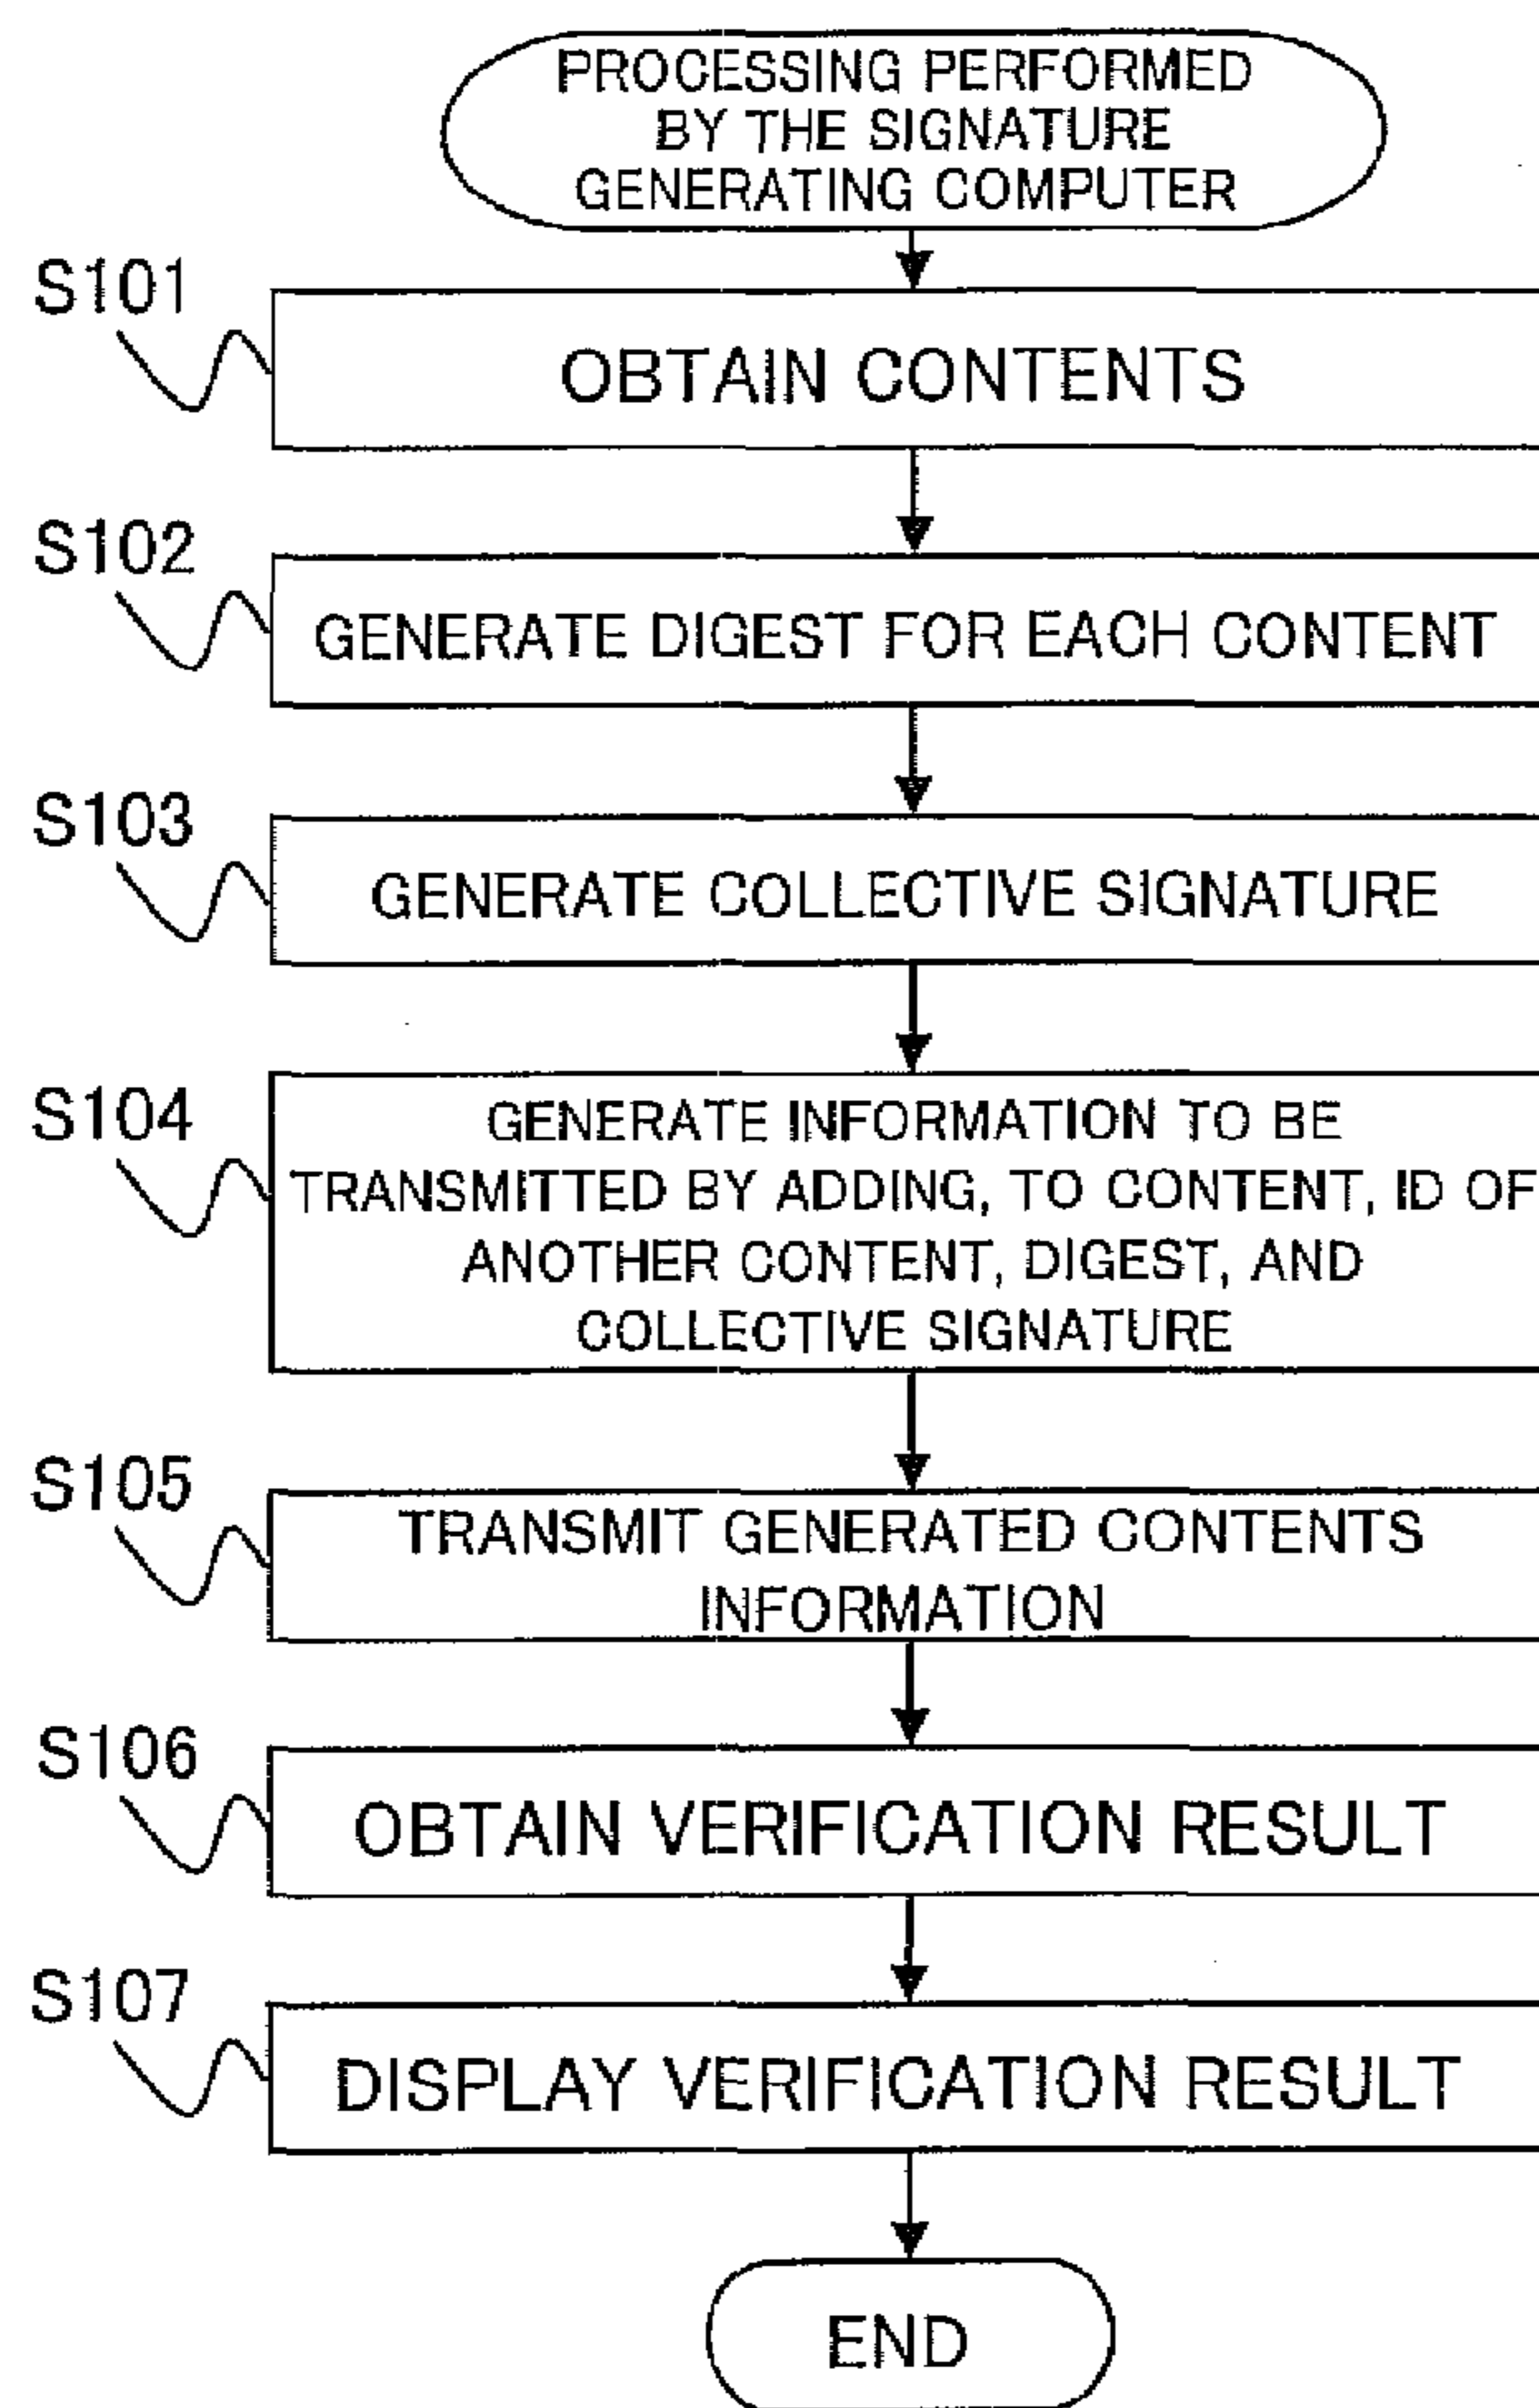 PROCESSING PERFORMED
BY THE SIGNATURE
GENERATING COMPUTER
S101
OBTAIN CONTENTS
S102
GENERATE DIGEST FOR EACH CONTENT
S103
GENERATE COLLECTIVE SIGNATURE
S104
GENERATE INFORMATION TO BE
TRANSMITTED BY ADDING, TO CONTENT, ID OF
ANOTHER CONTENT, DIGEST, AND
COLLECTIVE SIGNATURE
S105
TRANSMIT GENERATED CONTENTS
INFORMATION
S106
OBTAIN VERIFICATION RESULT
S107
DISPLAY VERIFICATION RESULT
END